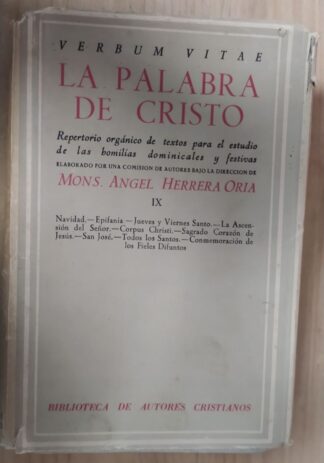 VERBUM VITAE
LA PALABRA
DE CRISTO
Repertorio orgánico de textos para el estudio
de las homilías dominicales y festivas
ELABORADO POR UNA COMISION DE AUTORES BAJO LA DIRECCION DE
MONS. ANGEL HERRERA ORIA
IX
Navidad.—Epifanía—Jueves y Viernes Santo.—La Ascen-
sión del Señor.—Corpus Christi.—Sagrado Corazón de
Jesús.—San José.—Todos los Santos.—Conmemoración de
los Fieles Difuntos
BIBLIOTECA DE AUTORES CRISTIANOS